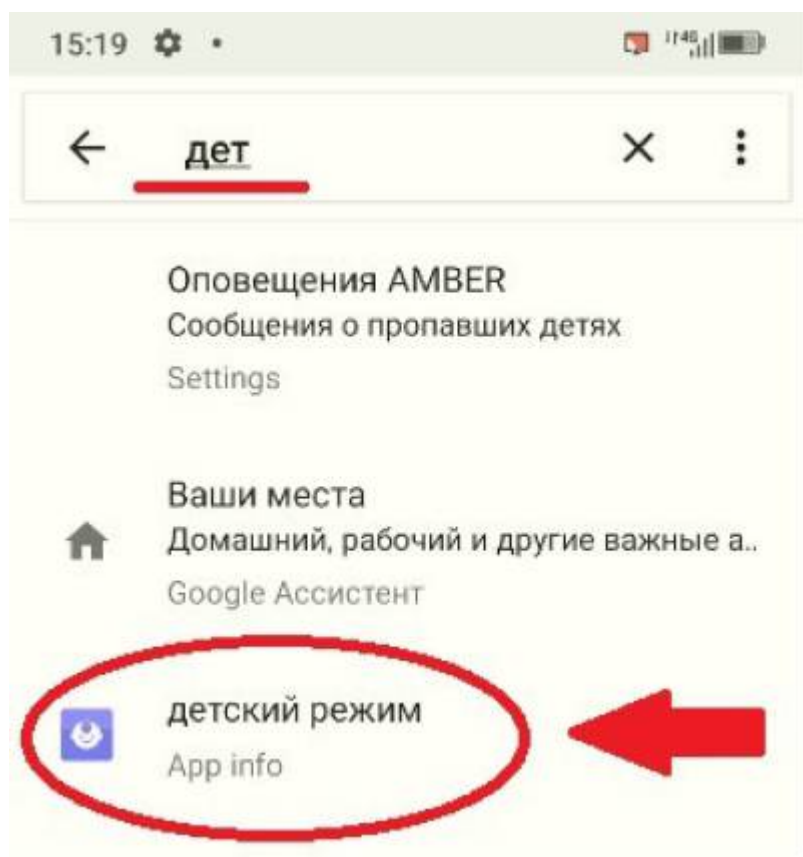 15:19
4G
дет
Оповещения AMBER
Сообщения о пропавших детях
Settings
Ваши места
Домашний, рабочий и другие важные а..
Google Ассистент
детский режим
App info